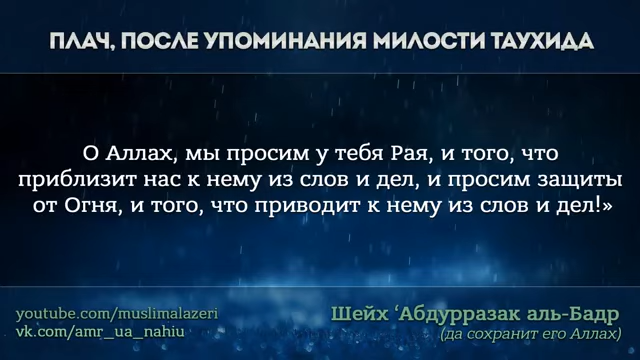 ПЛАЧ, ПОСЛЕ УПОМИНАНИЯ МИЛОСТИ ТАУХИДА
О Аллах, мы просим у тебя Рая, и того, что
приблизит нас к нему из слов и дел, и просим защиты
от Огня, и того, что приводит к нему из слов и дел!»
youtube.com/muslimalazeri
vk.com/amr_ua_nahiu
Шейх ‘Абдурразак аль-Бадр
(да сохранит его Аллах)